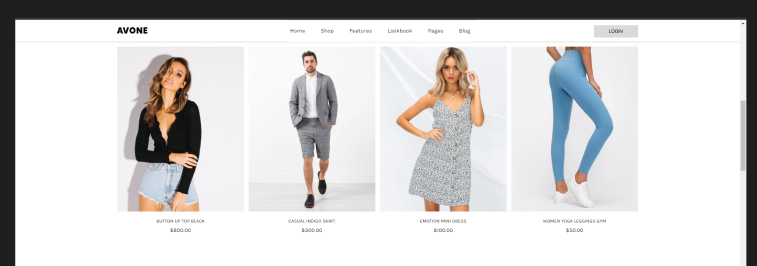 AVONE
Home Shop Features Lookbook Pages Blog
LOGIN
BUTTON UP TOP BLACK
CASUAL INDIGO SHIRT
EMOTION MINI DRESS
WOMEN YOGA LEGGINGS GYM
$800.00
$300.00
$100.00
$50.00